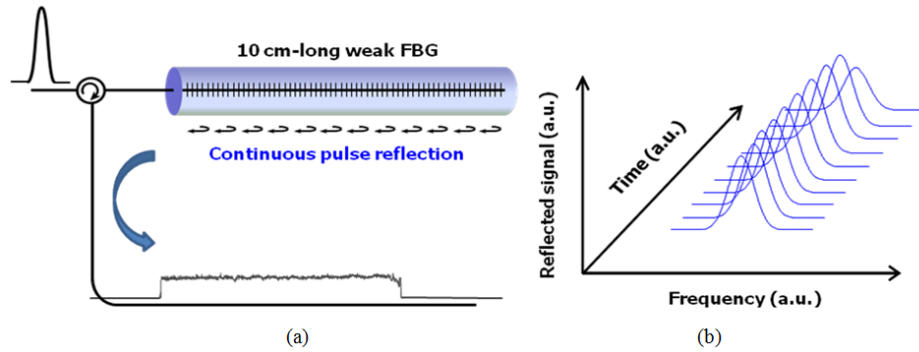 10 cm-long weak FBG
Continuous pulse reflection
(a)
Reflected signal (a.u.)
Time (a.u.)
Frequency (a.u.)
(b)